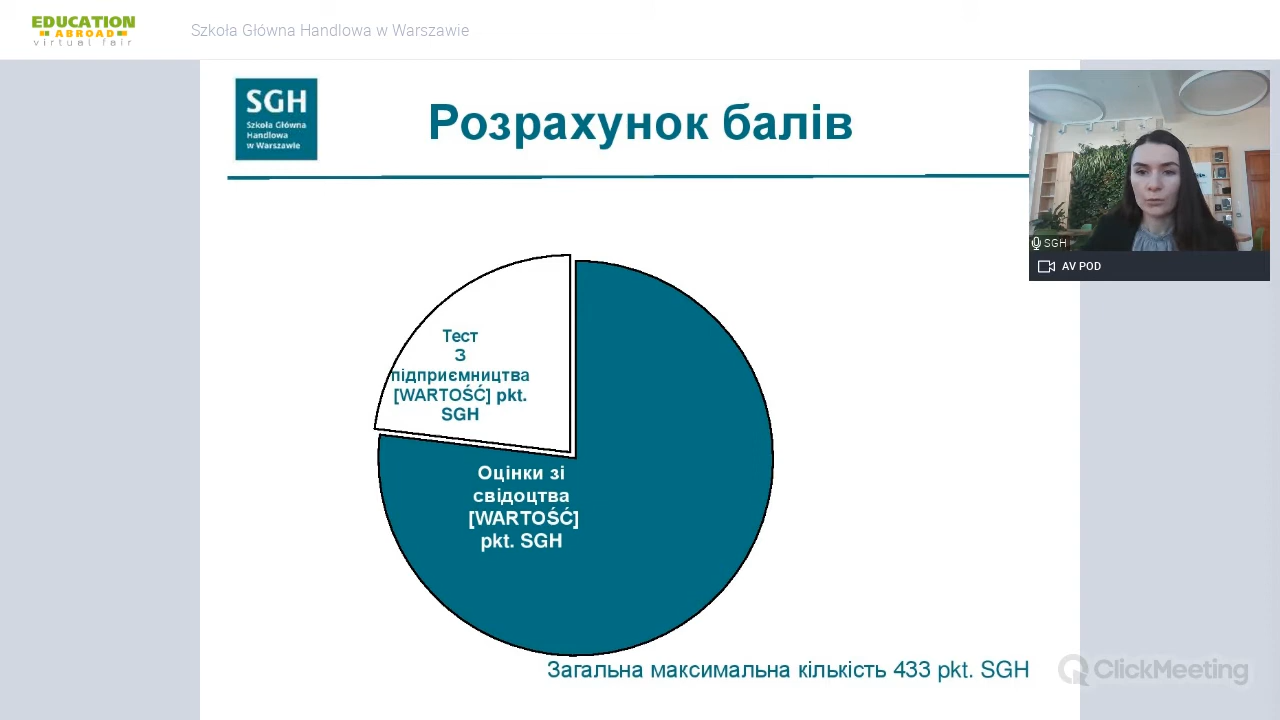 EDUCATION
ABROAD
virtual fair
Szkoła Główna Handlowa w Warszawie
SGH
Szkoła Główna
Handlowa
w Warszawie
Розрахунок балів
SGH
AV POD
Тест
З
підприємництва
[WARTOŚĆ] pkt.
SGH
Оцінки зі
свідоцтва
[WARTOŚĆ]
pkt. SGH
Загальна максимальна кількість 433 pkt. SGH
ClickMeeting